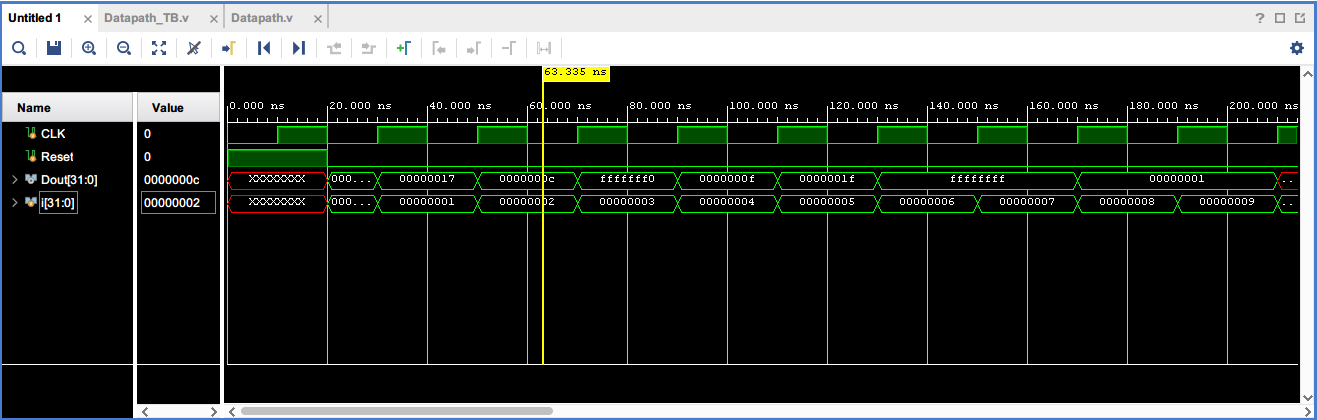 Untitled 1 × Datapath_TB.v × Datapath.v × ? 
63.335 ns
Name Value 0.000 ns 20.000 ns 40.000 ns 60.000 ns 80.000 ns 100.000 ns 120.000 ns 140.000 ns 160.000 ns 180.000 ns 200.000 ns
CLK 0
Reset 0
Dout[31:0] 0000000c XXXXXXXX 000... 00000017 0000000c fffffff0 0000000f 0000001f ffffffff 00000001 ..
i[31:0] 00000002 XXXXXXXX 000... 00000001 00000002 00000003 00000004 00000005 00000006 00000007 00000008 00000009 ..